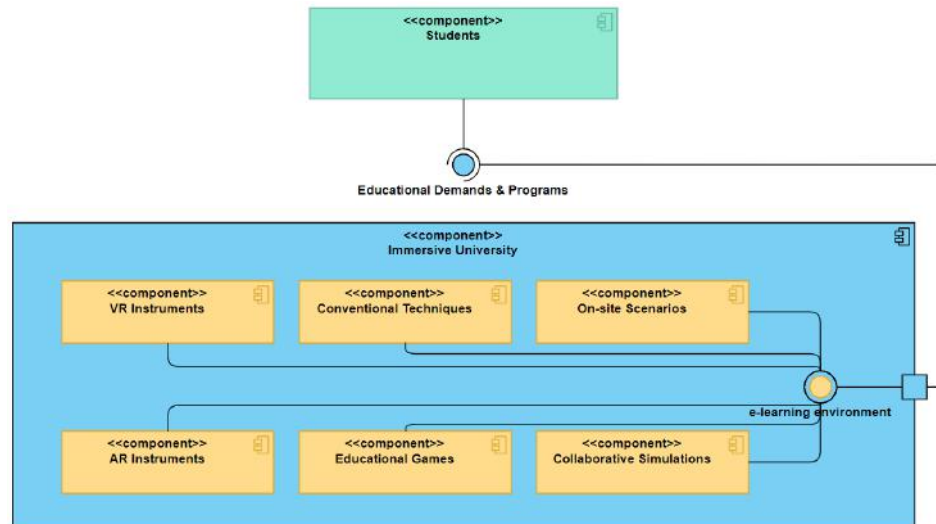 <<component>>
Students
Educational Demands & Programs
<<component>>
Immersive University
<<component>>
VR Instruments
<<component>>
Conventional Techniques
<<component>>
On-site Scenarios
e-learning environment
<<component>>
AR Instruments
<<component>>
Educational Games
<<component>>
Collaborative Simulations